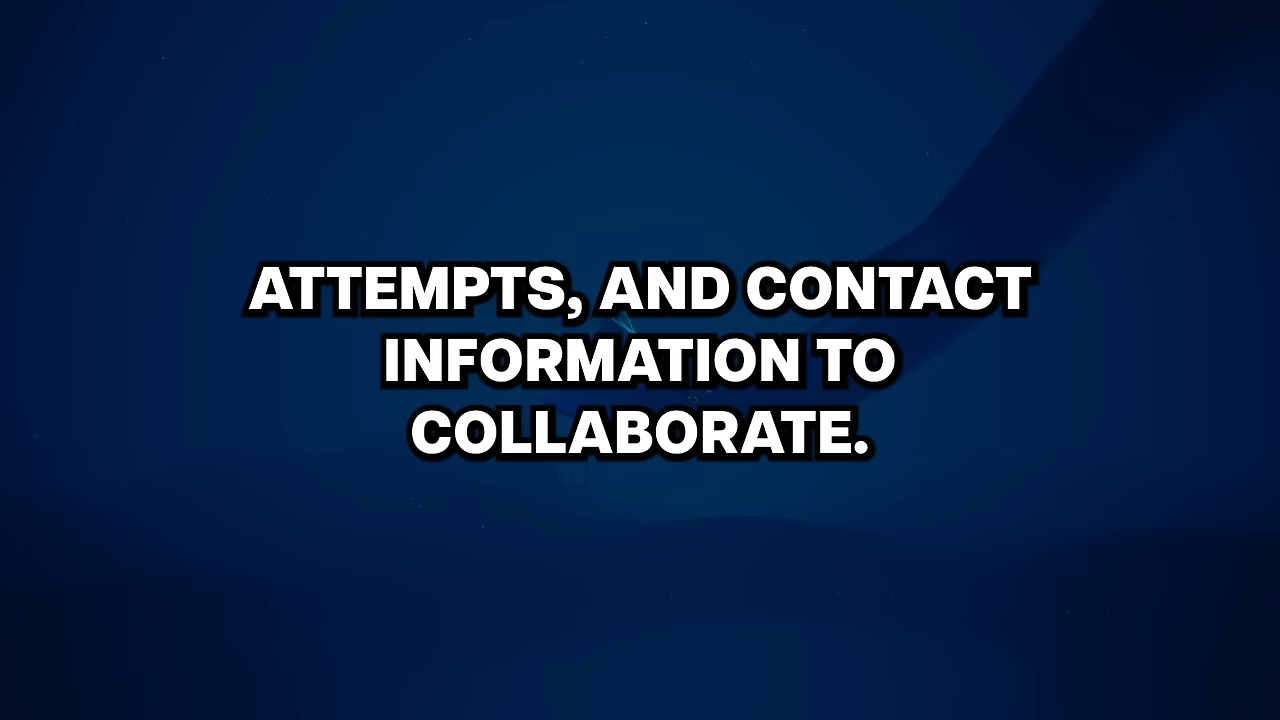 ATTEMPTS, AND CONTACT
INFORMATION TO
COLLABORATE.